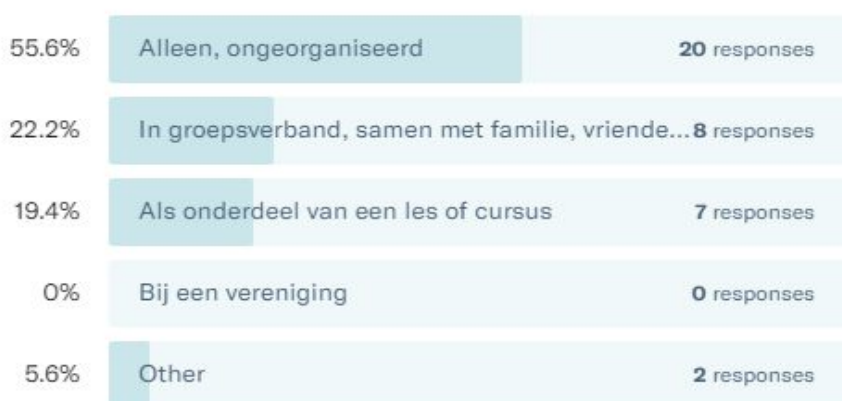 55.6% Alleen, ongeorganiseerd 20 responses
22.2% In groepsverband, samen met familie, vriende... 8 responses
19.4% Als onderdeel van een les of cursus 7 responses
0% Bij een vereniging 0 responses
5.6% Other 2 responses